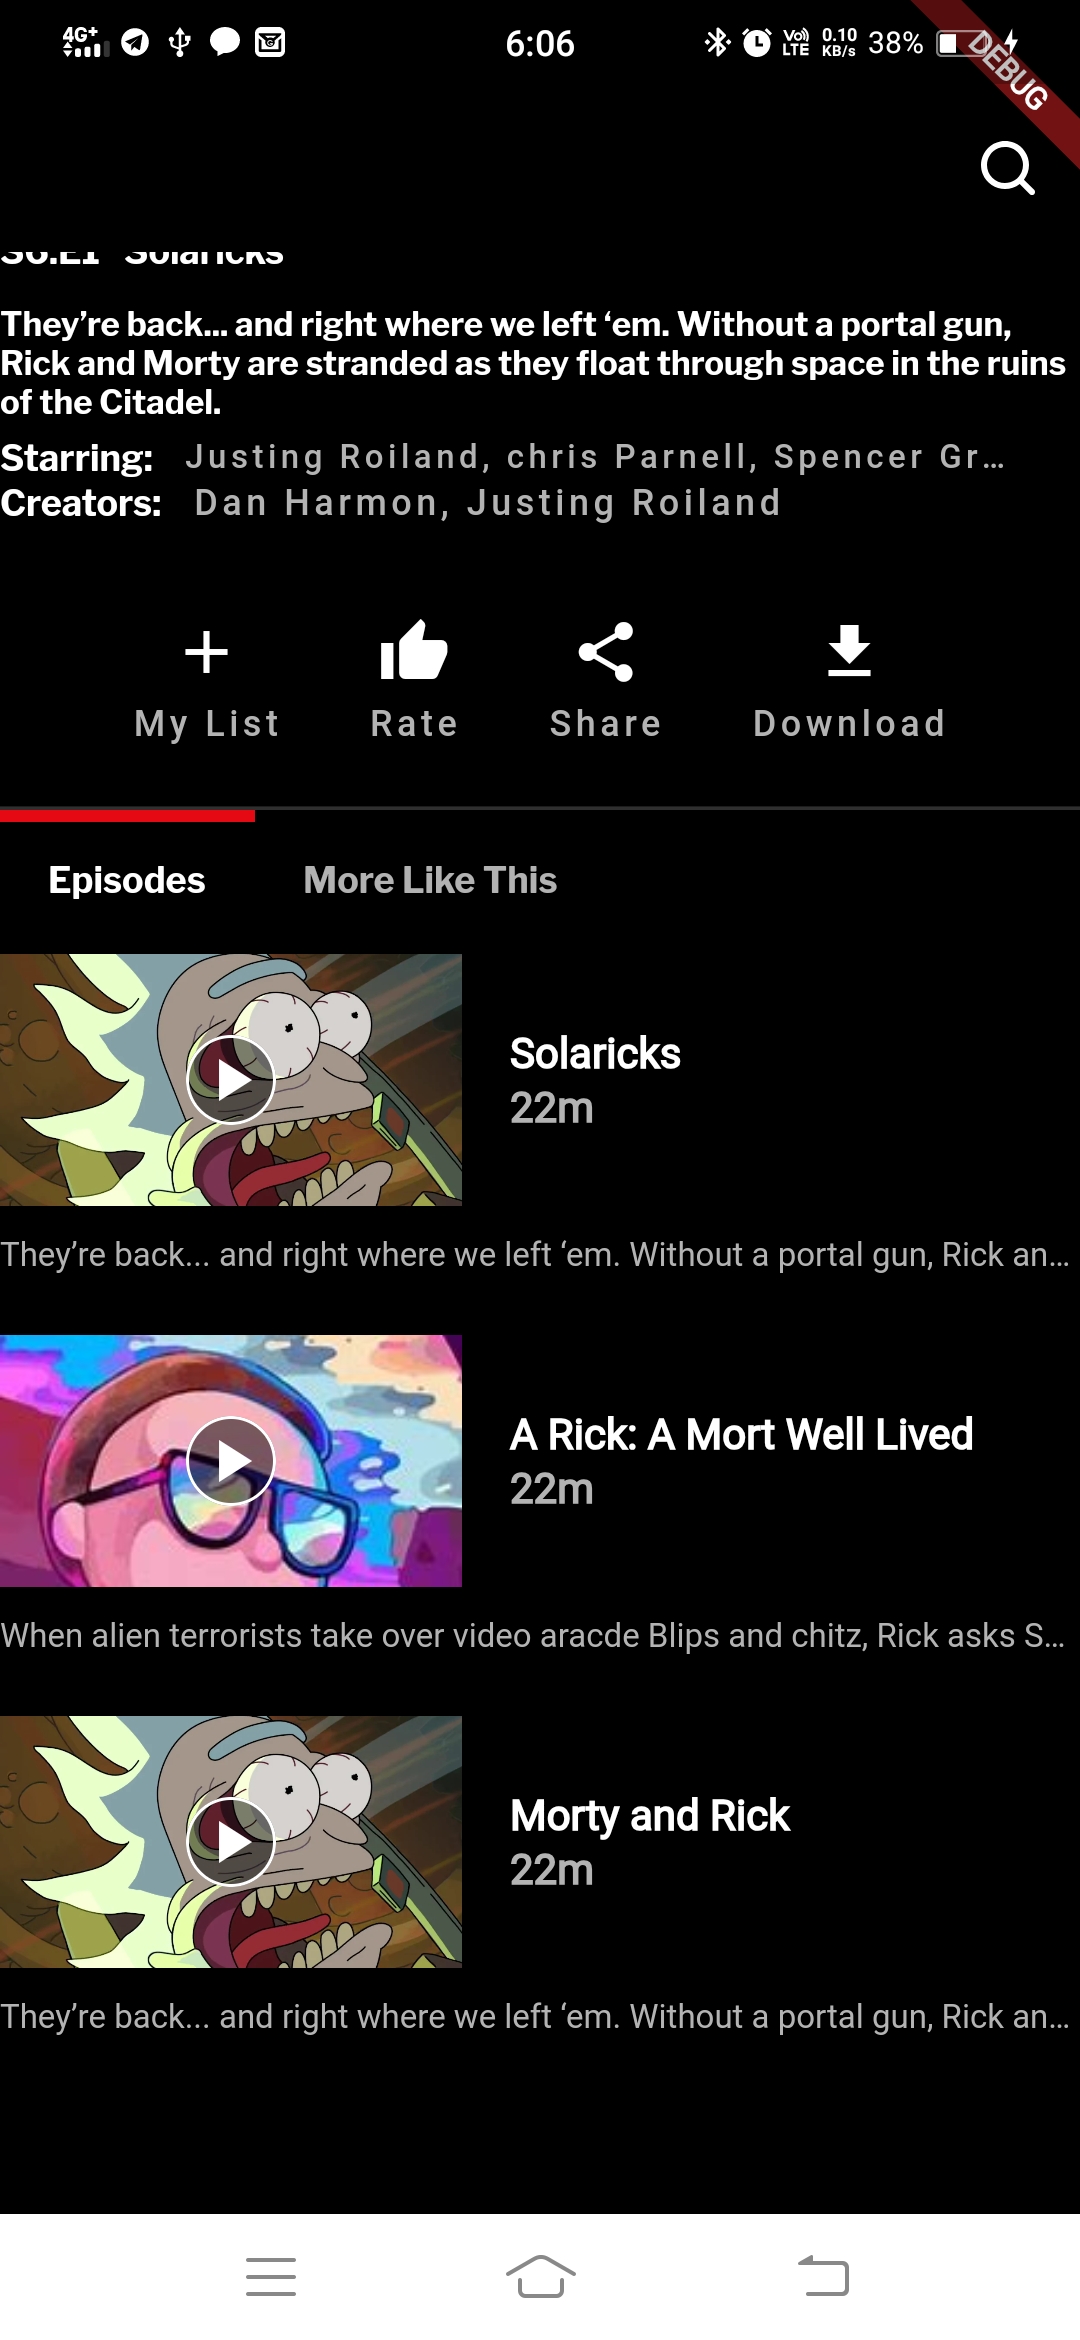 4G+
6:06
Vo)) LTE
0.10 KB/s
38%
DEBUG
S6.E1 Solaricks
They’re back... and right where we left ‘em. Without a portal gun,
Rick and Morty are stranded as they float through space in the ruins
of the Citadel.
Starring: Justing Roiland, chris Parnell, Spencer Gr...
Creators: Dan Harmon, Justing Roiland
My List Rate Share Download
Episodes More Like This
Solaricks
22m
They’re back... and right where we left ‘em. Without a portal gun, Rick an...
A Rick: A Mort Well Lived
22m
When alien terrorists take over video aracde Blips and chitz, Rick asks S...
Morty and Rick
22m
They’re back... and right where we left ‘em. Without a portal gun, Rick an...